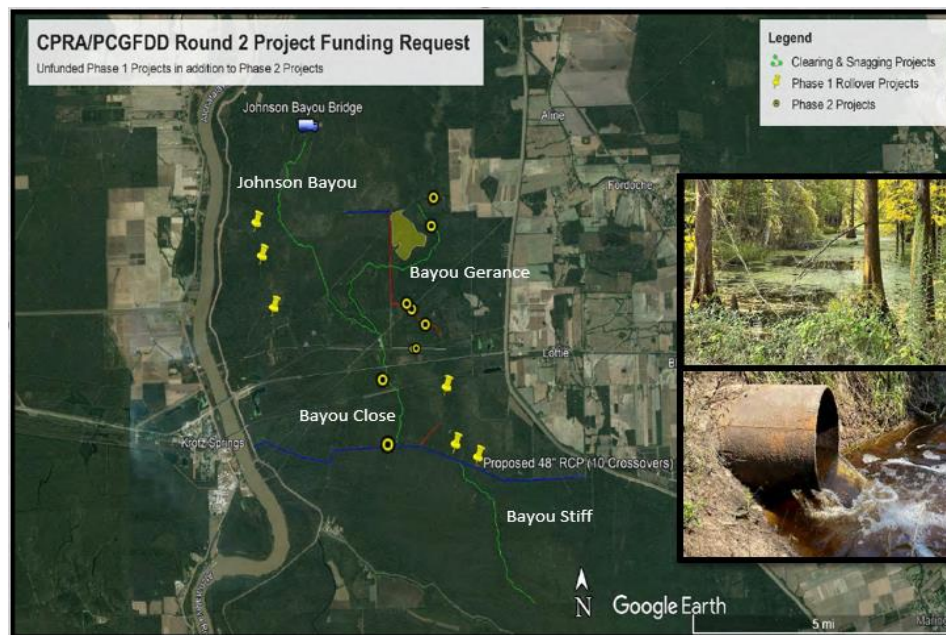 CPRA/PCGFDD Round 2 Project Funding Request
Unfunded Phase 1 Projects in addition to Phase 2 Projects
Legend
Clearing & Snagging Projects
Phase 1 Rollover Projects
Phase 2 Projects
Johnson Bayou Bridge
Aline
Johnson Bayou
Fordoche
Bayou Gerance
Lottie
Bayou Close
Krotz Springs
Proposed 48" RCP (10 Crossovers)
Bayou Stiff
N
Google Earth
5 mi